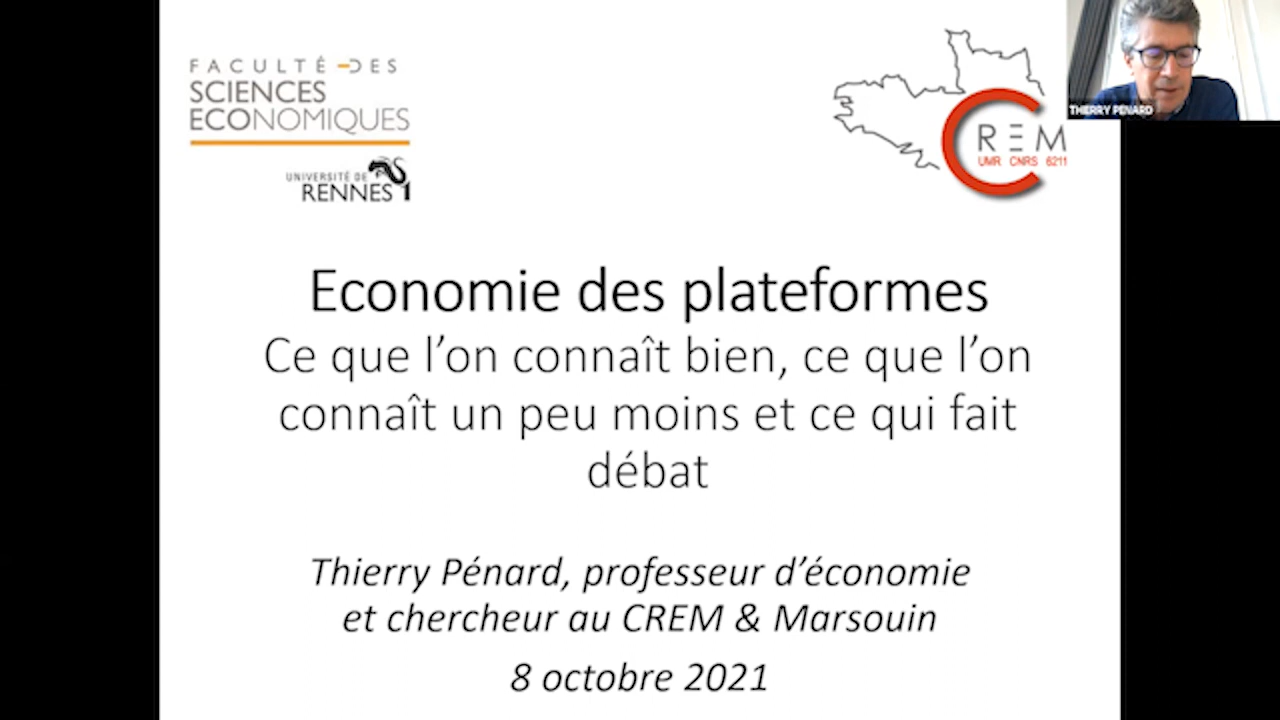 FACULTÉ DES
SCIENCES
ECONOMIQUES
UNIVERSITÉ DE
RENNES 1
CREM
UMR CNRS 6211
THIERRY PENARD
Economie des plateformes
Ce que l’on connaît bien, ce que l’on
connaît un peu moins et ce qui fait
débat
Thierry Pénard, professeur d’économie
et chercheur au CREM & Marsouin
8 octobre 2021